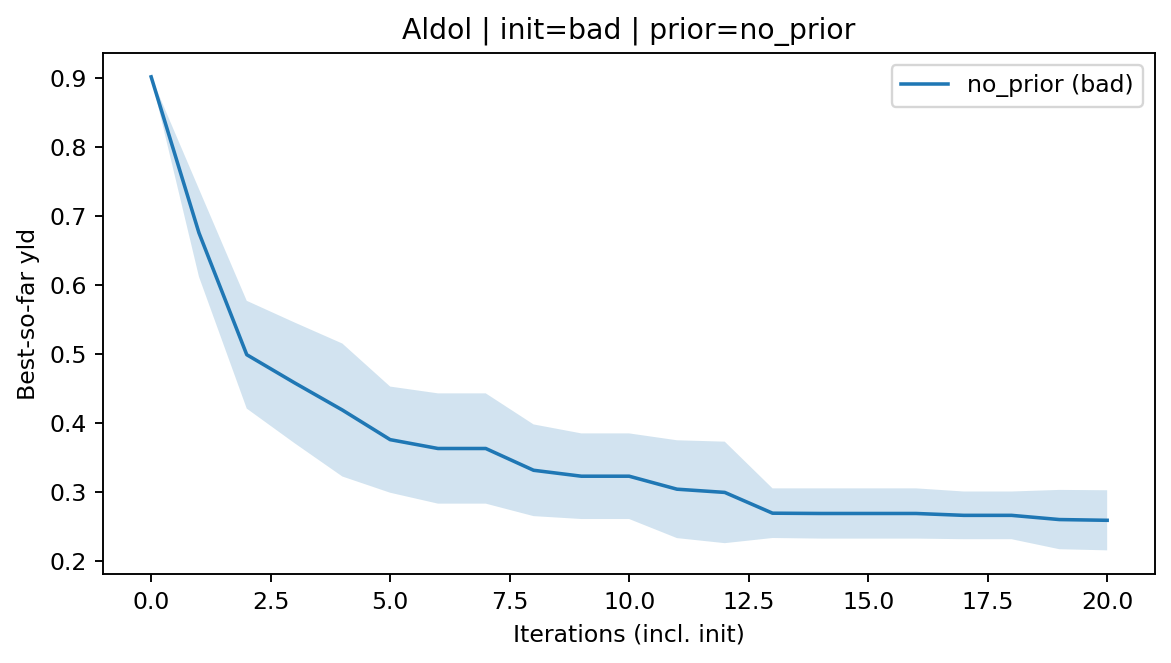 Aldol | init=bad | prior=no_prior
no_prior (bad)
Best-so-far yld
0.9
0.8
0.7
0.6
0.5
0.4
0.3
0.2
0.0 2.5 5.0 7.5 10.0 12.5 15.0 17.5 20.0
Iterations (incl. init)